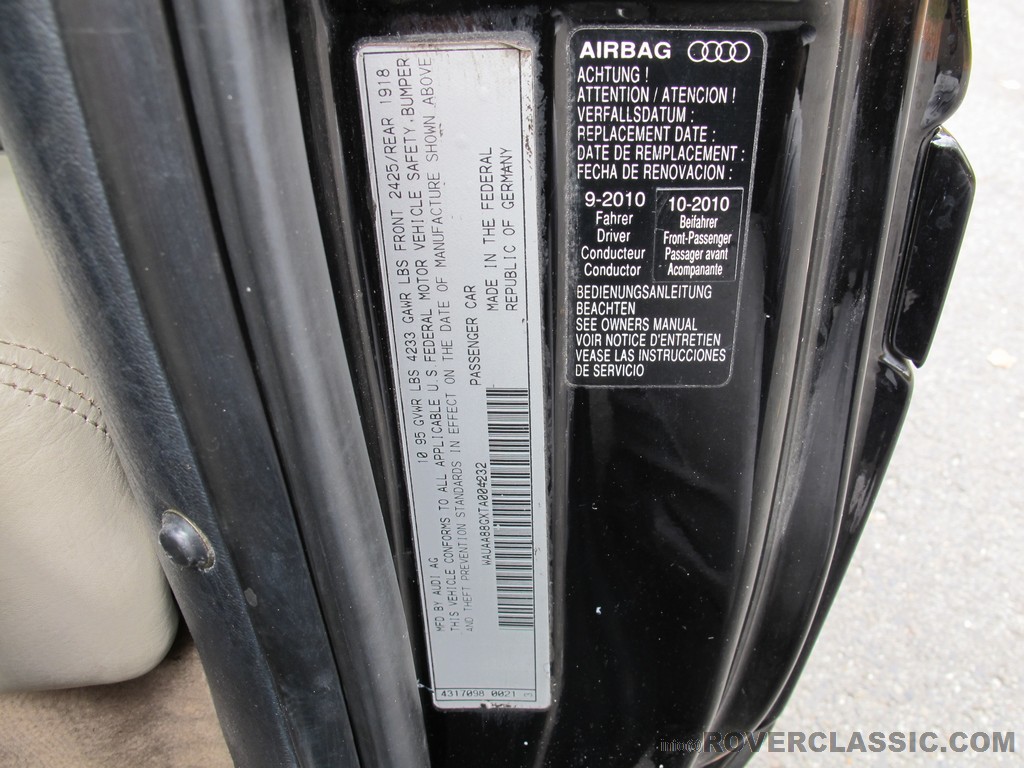 MFD BY AUDI AG 10 95 GVWR LBS 4233 GAWR LBS FRONT 2425/REAR 1918
THIS VEHICLE CONFORMS TO ALL APPLICABLE U.S.FEDERAL MOTOR VEHICLE SAFETY,BUMPER,
AND THEFT PREVENTION STANDARDS IN EFFECT ON THE DATE OF MANUFACTURE SHOWN ABOVE
WAUAA88GXTA004232 PASSENGER CAR
MADE IN THE FEDERAL
REPUBLIC OF GERMANY
4317098 0021
AIRBAG
ACHTUNG !
ATTENTION / ATENCION !
VERFALLSDATUM :
REPLACEMENT DATE :
DATE DE REMPLACEMENT :
FECHA DE RENOVACION :
9-2010
Fahrer
Driver
Conducteur
Conductor
10-2010
Beifahrer
Front-Passenger
Passager avant
Acompanante
BEDIENUNGSANLEITUNG
BEACHTEN
SEE OWNERS MANUAL
VOIR NOTICE D'ENTRETIEN
VEASE LAS INSTRUCCIONES
DE SERVICIO
info@ROVERCLASSIC.COM